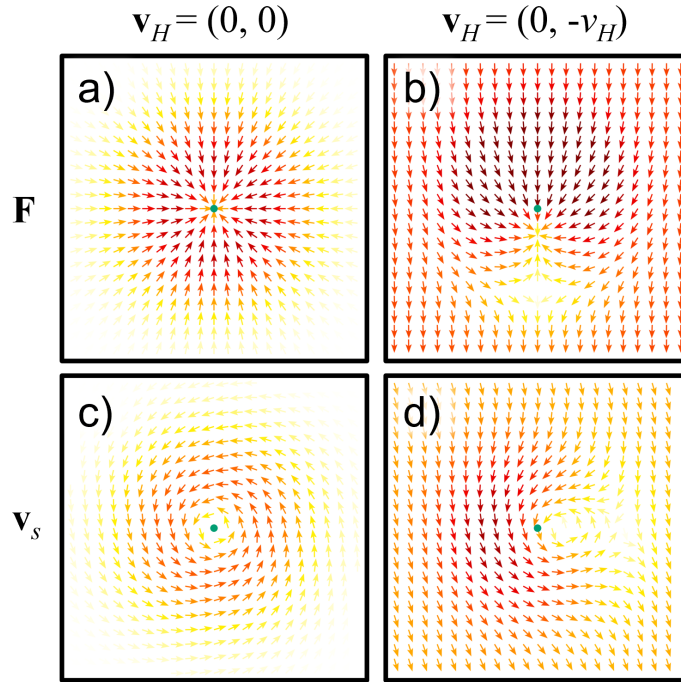 𝐯_H = (0, 0)
𝐯_H = (0, -v_H)
a)
b)
𝐅
c)
d)
𝐯_s